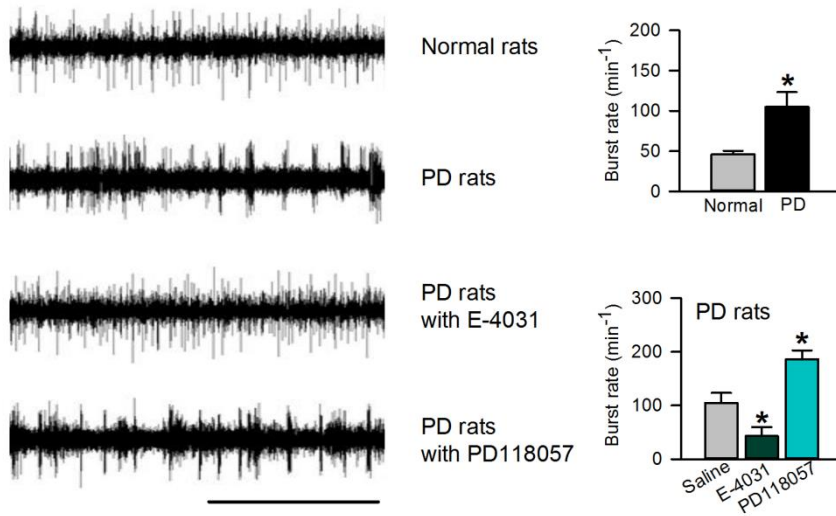 Normal rats
PD rats
PD rats
with E-4031
PD rats
with PD118057
Burst rate (min⁻¹)
200
150
100
50
0
*
Normal
PD
Burst rate (min⁻¹)
300
200
100
0
PD rats
*
*
Saline
E-4031
PD118057